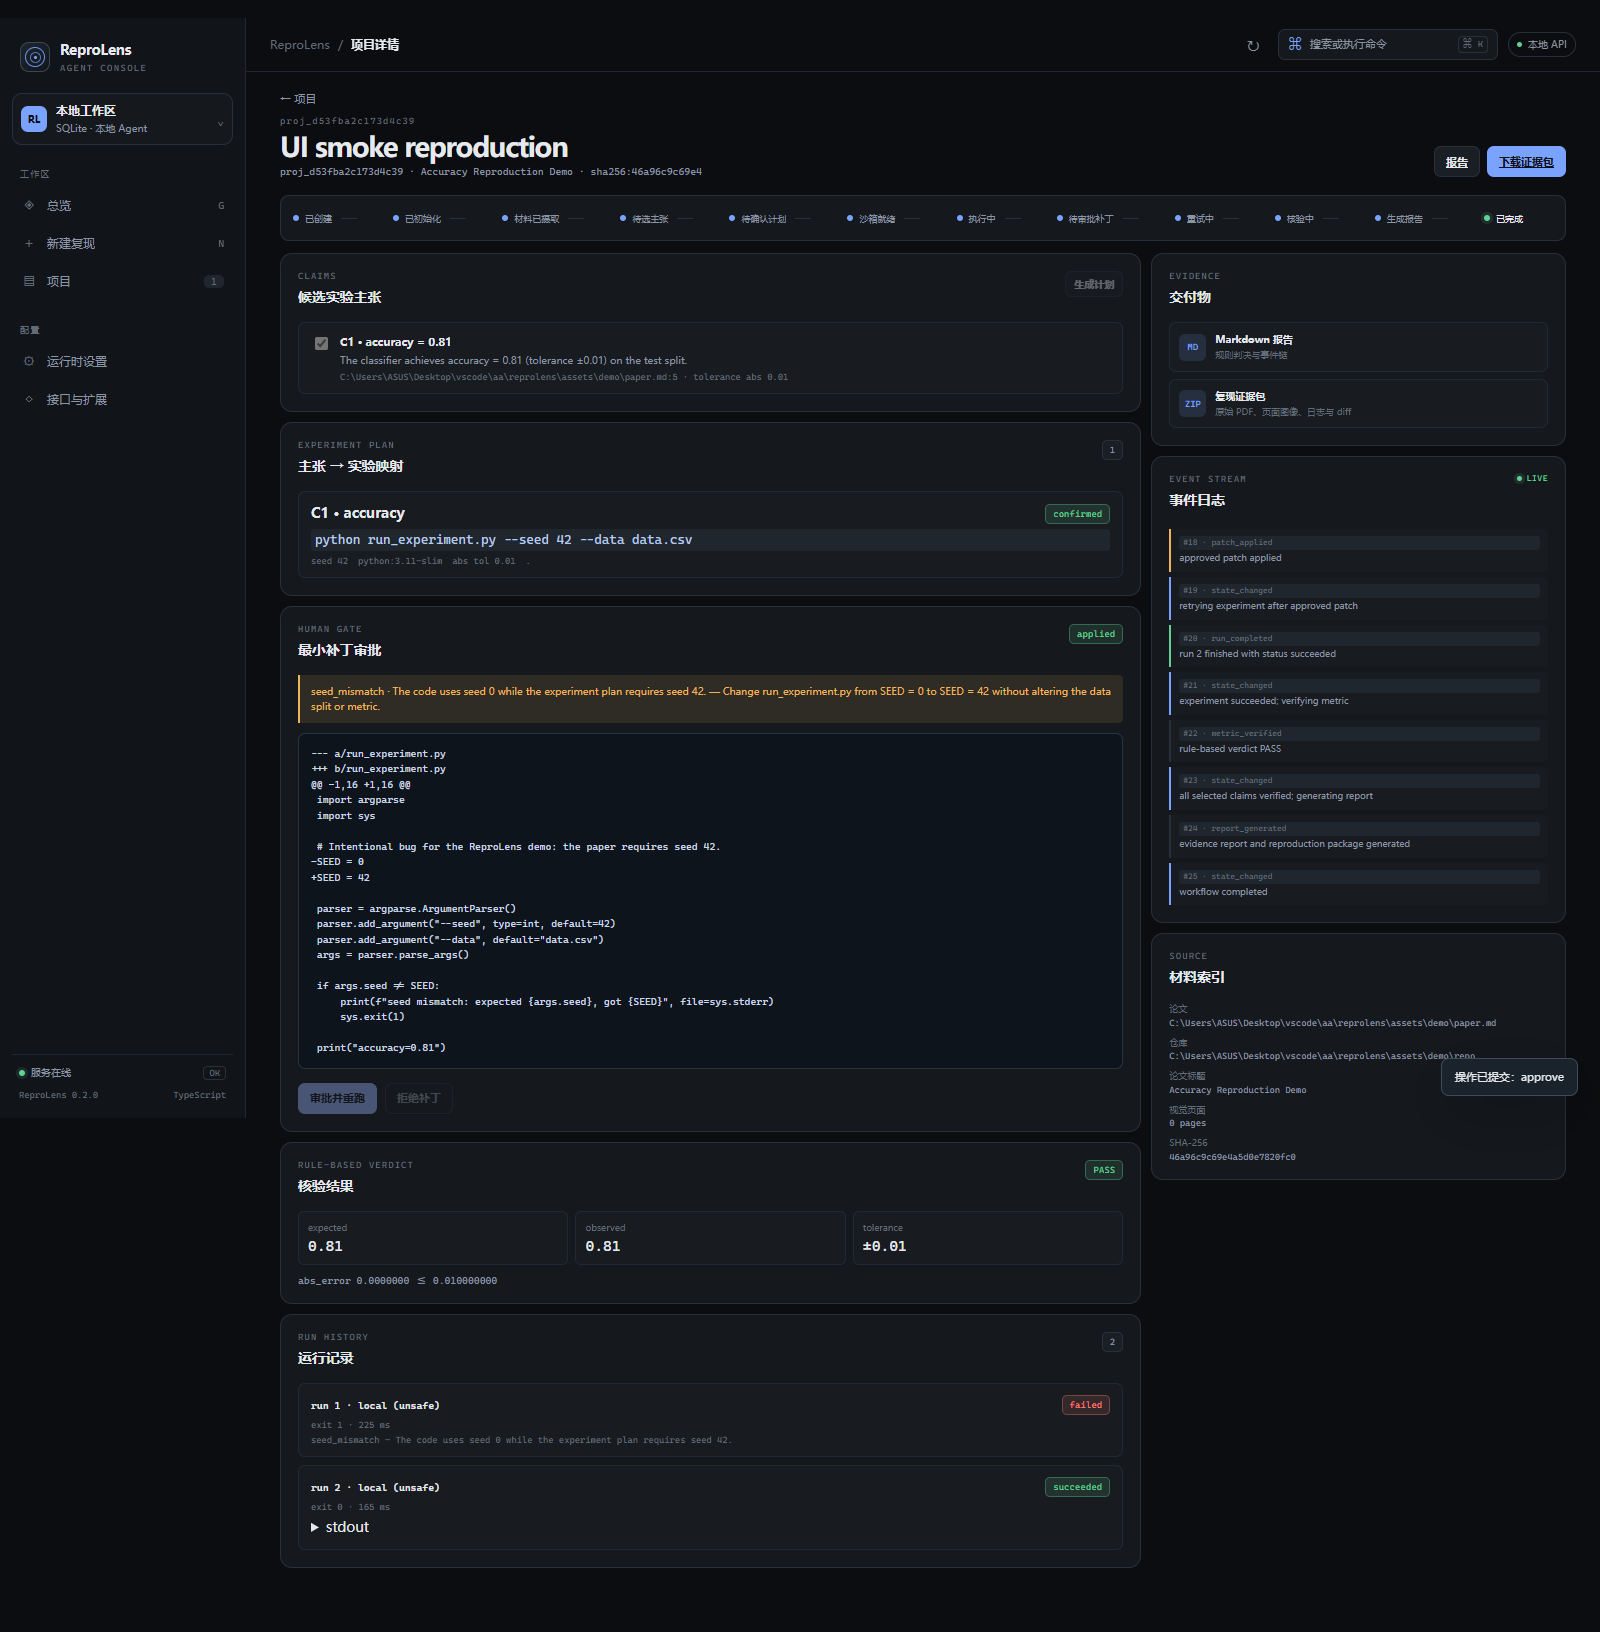 ReproLens
AGENT CONSOLE
RL
本地工作区
SQLite · 本地 Agent
工作区
总览
G
新建复现
N
项目
1
配置
运行时设置
接口与扩展
服务在线
OK
ReproLens 0.2.0
TypeScript
ReproLens / 项目详情
搜索或执行命令
⌘ K
本地 API
← 项目
proj_d53fba2c173d4c39
UI smoke reproduction
proj_d53fba2c173d4c39 · Accuracy Reproduction Demo · sha256:46a96c9c69e4
报告
下载证据包
已创建
已初始化
材料已摄取
待选主张
待确认计划
沙箱就绪
执行中
待审批补丁
重试中
核验中
生成报告
已完成
CLAIMS
候选实验主张
生成计划
C1 • accuracy = 0.81
The classifier achieves accuracy = 0.81 (tolerance ±0.01) on the test split.
C:\Users\ASUS\Desktop\vscode\aa\reprolens\assets\demo\paper.md:5 · tolerance abs 0.01
EXPERIMENT PLAN
主张 → 实验映射
1
C1 • accuracy
confirmed
python run_experiment.py --seed 42 --data data.csv
seed 42 python:3.11-slim abs tol 0.01 .
HUMAN GATE
最小补丁审批
applied
seed_mismatch · The code uses seed 0 while the experiment plan requires seed 42. — Change run_experiment.py from SEED = 0 to SEED = 42 without altering the data
split or metric.
--- a/run_experiment.py
+++ b/run_experiment.py
@@ -1,16 +1,16 @@
import argparse
import sys
# Intentional bug for the ReproLens demo: the paper requires seed 42.
-SEED = 0
+SEED = 42
parser = argparse.ArgumentParser()
parser.add_argument("--seed", type=int, default=42)
parser.add_argument("--data", default="data.csv")
args = parser.parse_args()
if args.seed ≠ SEED:
print(f"seed mismatch: expected {args.seed}, got {SEED}", file=sys.stderr)
sys.exit(1)
print("accuracy=0.81")
审批并重跑
拒绝补丁
RULE-BASED VERDICT
核验结果
PASS
expected
0.81
observed
0.81
tolerance
±0.01
abs_error 0.0000000 ≤ 0.010000000
RUN HISTORY
运行记录
2
run 1 · local (unsafe)
failed
exit 1 · 225 ms
seed_mismatch — The code uses seed 0 while the experiment plan requires seed 42.
run 2 · local (unsafe)
succeeded
exit 0 · 165 ms
stdout
EVIDENCE
交付物
MD
Markdown 报告
规则判决与事件链
ZIP
复现证据包
原始 PDF、页面图像、日志与 diff
EVENT STREAM
LIVE
事件日志
#18 · patch_applied
approved patch applied
#19 · state_changed
retrying experiment after approved patch
#20 · run_completed
run 2 finished with status succeeded
#21 · state_changed
experiment succeeded; verifying metric
#22 · metric_verified
rule-based verdict PASS
#23 · state_changed
all selected claims verified; generating report
#24 · report_generated
evidence report and reproduction package generated
#25 · state_changed
workflow completed
SOURCE
材料索引
论文
C:\Users\ASUS\Desktop\vscode\aa\reprolens\assets\demo\paper.md
仓库
C:\Users\ASUS\Desktop\vscode\aa\reprolens\assets\demo\repo
论文标题
Accuracy Reproduction Demo
视觉页面
0 pages
SHA-256
46a96c9c69e4a5d0e7820fc0
操作已提交：approve